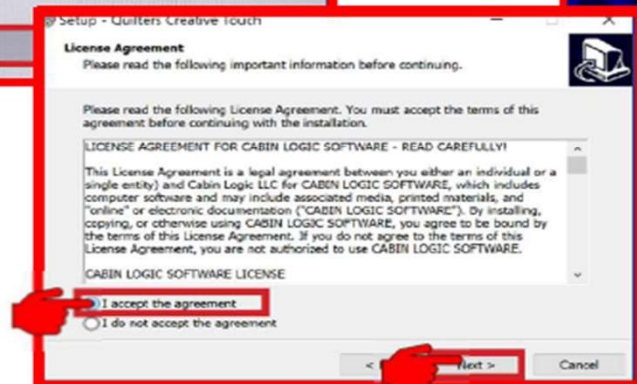 Setup - Quilters Creative Touch
License Agreement
Please read the following important information before continuing.
Please read the following License Agreement. You must accept the terms of this
agreement before continuing with the installation.
LICENSE AGREEMENT FOR CABIN LOGIC SOFTWARE - READ CAREFULLY!
This License Agreement is a legal agreement between you either an individual or a
single entity) and Cabin Logic LLC for CABIN LOGIC SOFTWARE, which includes
computer software and may include associated media, printed materials, and
"online" or electronic documentation ("CABIN LOGIC SOFTWARE"). By installing,
copying, or otherwise using CABIN LOGIC SOFTWARE, you agree to be bound by
the terms of this License Agreement. If you do not agree to the terms of this
License Agreement, you are not authorized to use CABIN LOGIC SOFTWARE.
CABIN LOGIC SOFTWARE LICENSE
I accept the agreement
I do not accept the agreement
< Next > Cancel